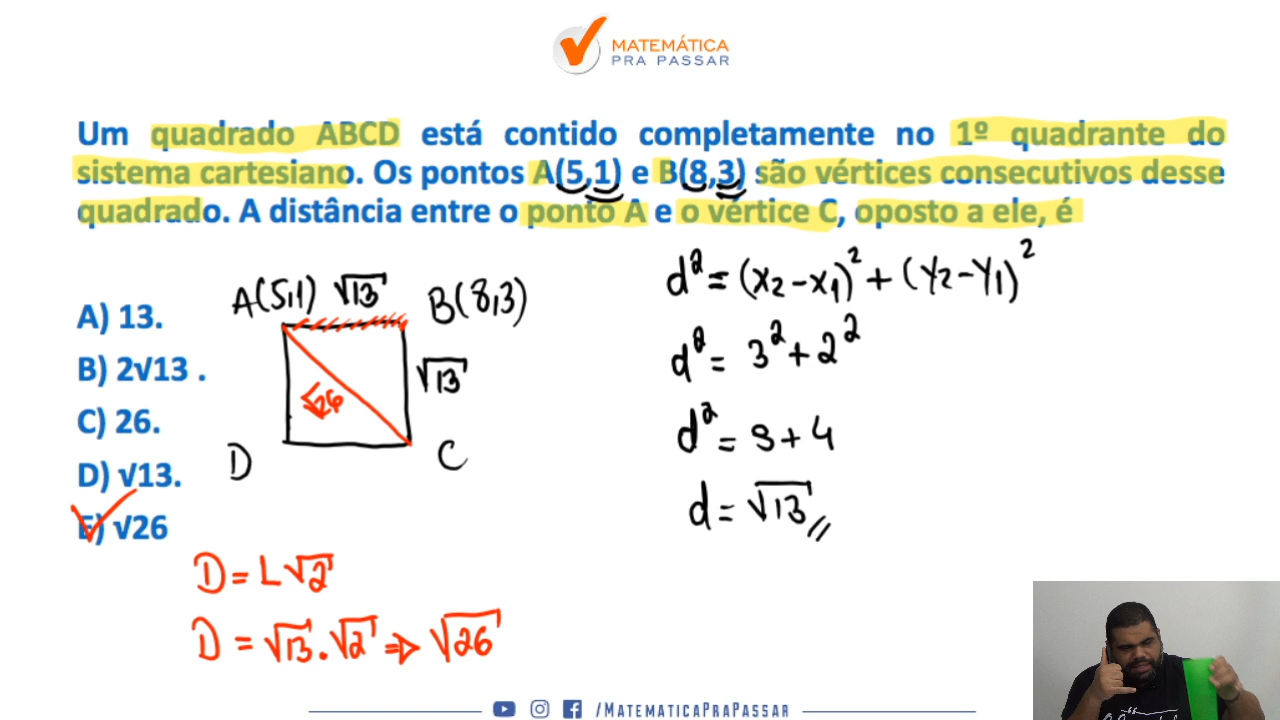 MATEMÁTICA
PRA PASSAR
Um quadrado ABCD está contido completamente no 1º quadrante do
sistema cartesiano. Os pontos A(5,1) e B(8,3) são vértices consecutivos desse
quadrado. A distância entre o ponto A e o vértice C, oposto a ele, é
A) 13.
B) 2√13 .
C) 26.
D) √13.
E) √26
A(5,1) √13 B(8,3)
√13
√26
D C
D = L√2
D = √13 . √2 ⇒ √26
d² = (x2 − x1)² + (y2 − y1)²
d² = 3² + 2²
d² = 9 + 4
d = √13 //
/MATEMATICAPRAPASSAR